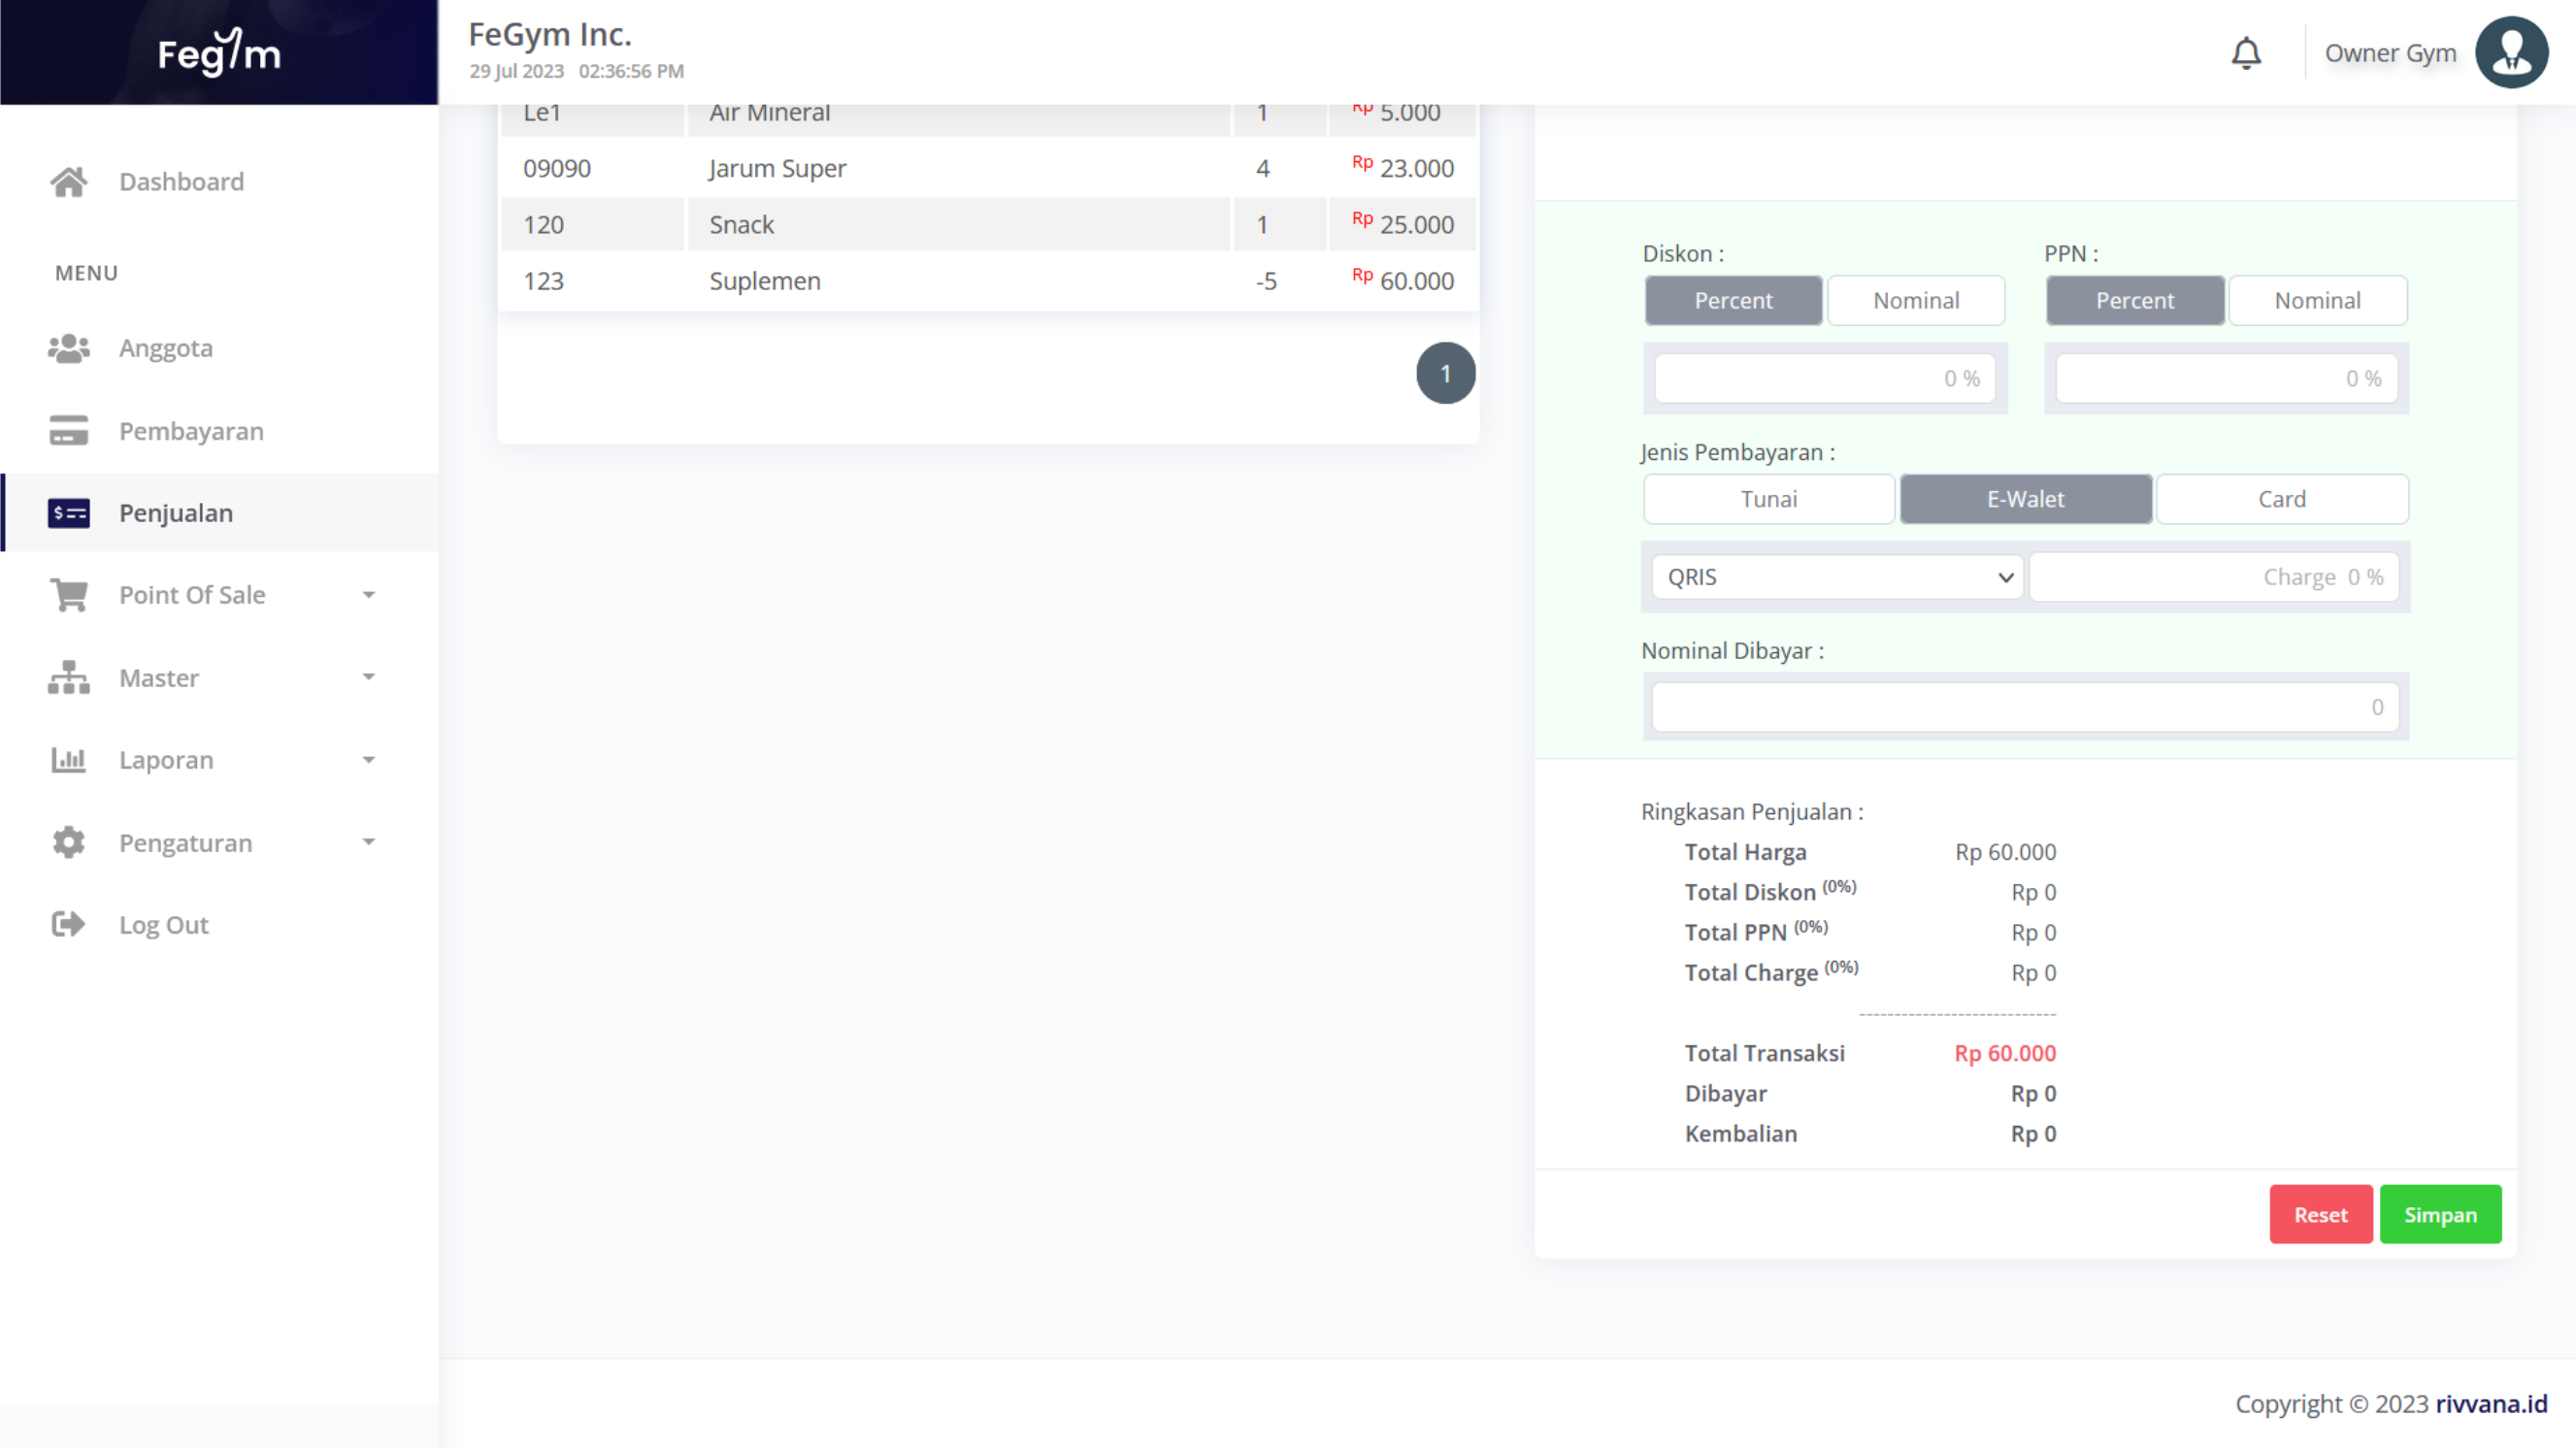 Fegym
FeGym Inc.
29 Jul 2023 02:36:56 PM
Owner Gym
Dashboard
MENU
Anggota
Pembayaran
Penjualan
Point Of Sale
Master
Laporan
Pengaturan
Log Out
Le1 Air Mineral 1 Rp 5.000
09090 Jarum Super 4 Rp 23.000
120 Snack 1 Rp 25.000
123 Suplemen -5 Rp 60.000
1
Diskon : PPN :
Percent Nominal Percent Nominal
0 % 0 %
Jenis Pembayaran :
Tunai E-Walet Card
QRIS Charge 0 %
Nominal Dibayar :
0
Ringkasan Penjualan :
Total Harga Rp 60.000
Total Diskon (0%) Rp 0
Total PPN (0%) Rp 0
Total Charge (0%) Rp 0
----------------------------
Total Transaksi Rp 60.000
Dibayar Rp 0
Kembalian Rp 0
Reset Simpan
Copyright © 2023 rivvana.id